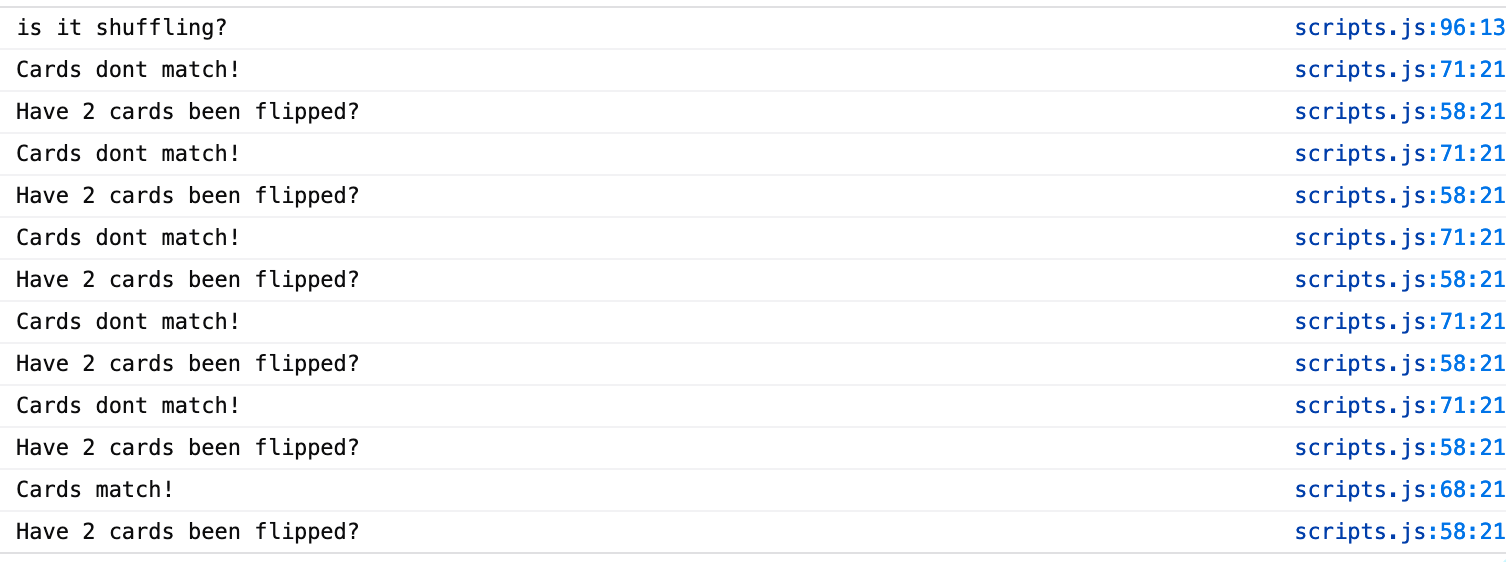 is it shuffling? scripts.js:96:13
Cards dont match! scripts.js:71:21
Have 2 cards been flipped? scripts.js:58:21
Cards dont match! scripts.js:71:21
Have 2 cards been flipped? scripts.js:58:21
Cards dont match! scripts.js:71:21
Have 2 cards been flipped? scripts.js:58:21
Cards dont match! scripts.js:71:21
Have 2 cards been flipped? scripts.js:58:21
Cards dont match! scripts.js:71:21
Have 2 cards been flipped? scripts.js:58:21
Cards match! scripts.js:68:21
Have 2 cards been flipped? scripts.js:58:21